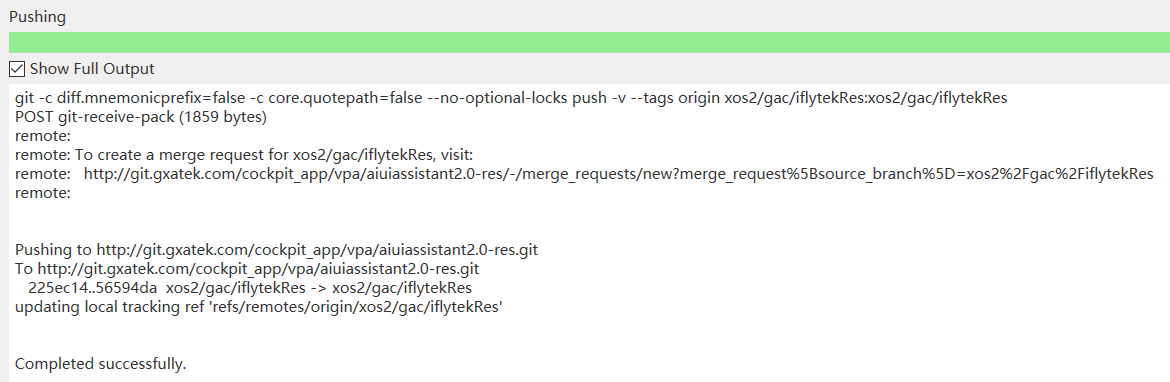 Pushing
Show Full Output
git -c diff.mnemonicprefix=false -c core.quotepath=false --no-optional-locks push -v --tags origin xos2/gac/iflytekRes:xos2/gac/iflytekRes
POST git-receive-pack (1859 bytes)
remote:
remote: To create a merge request for xos2/gac/iflytekRes, visit:
remote:   http://git.gxatek.com/cockpit_app/vpa/aiuiassistant2.0-res/-/merge_requests/new?merge_request%5Bsource_branch%5D=xos2%2Fgac%2FiflytekRes
remote:
Pushing to http://git.gxatek.com/cockpit_app/vpa/aiuiassistant2.0-res.git
To http://git.gxatek.com/cockpit_app/vpa/aiuiassistant2.0-res.git
   225ec14..56594da  xos2/gac/iflytekRes -> xos2/gac/iflytekRes
updating local tracking ref 'refs/remotes/origin/xos2/gac/iflytekRes'
Completed successfully.